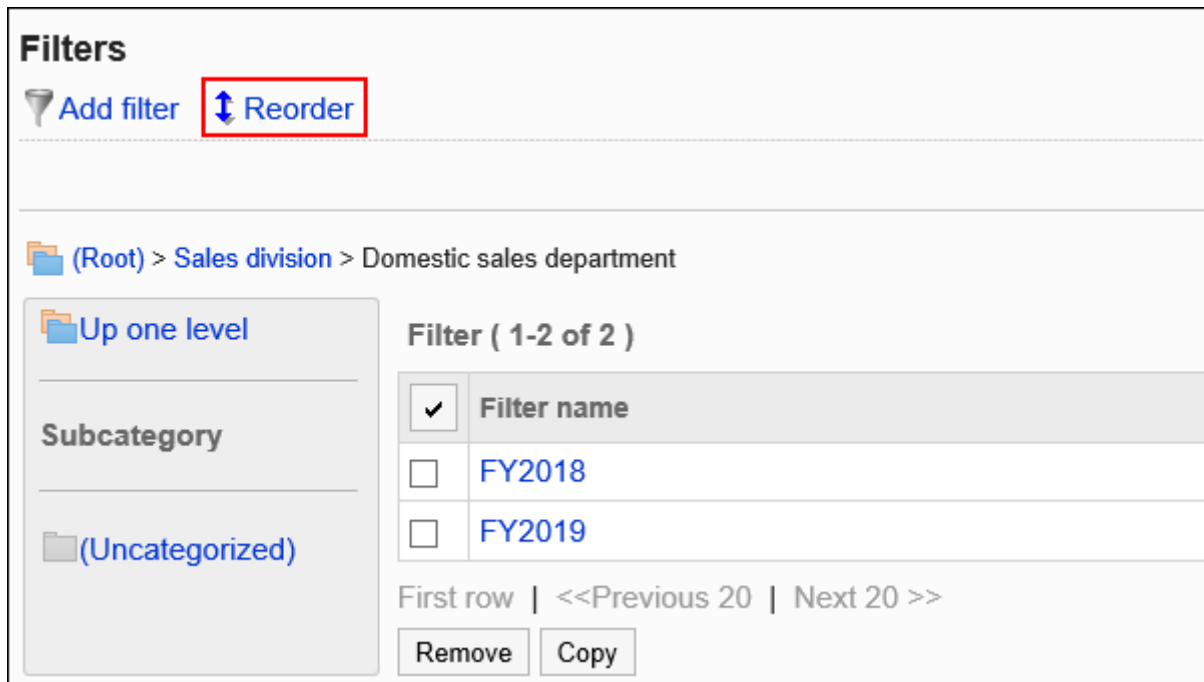 Filters
Add filter Reorder
(Root) > Sales division > Domestic sales department
Up one level
Subcategory
(Uncategorized)
Filter ( 1-2 of 2 )
Filter name
FY2018
FY2019
First row | <<Previous 20 | Next 20 >>
Remove Copy